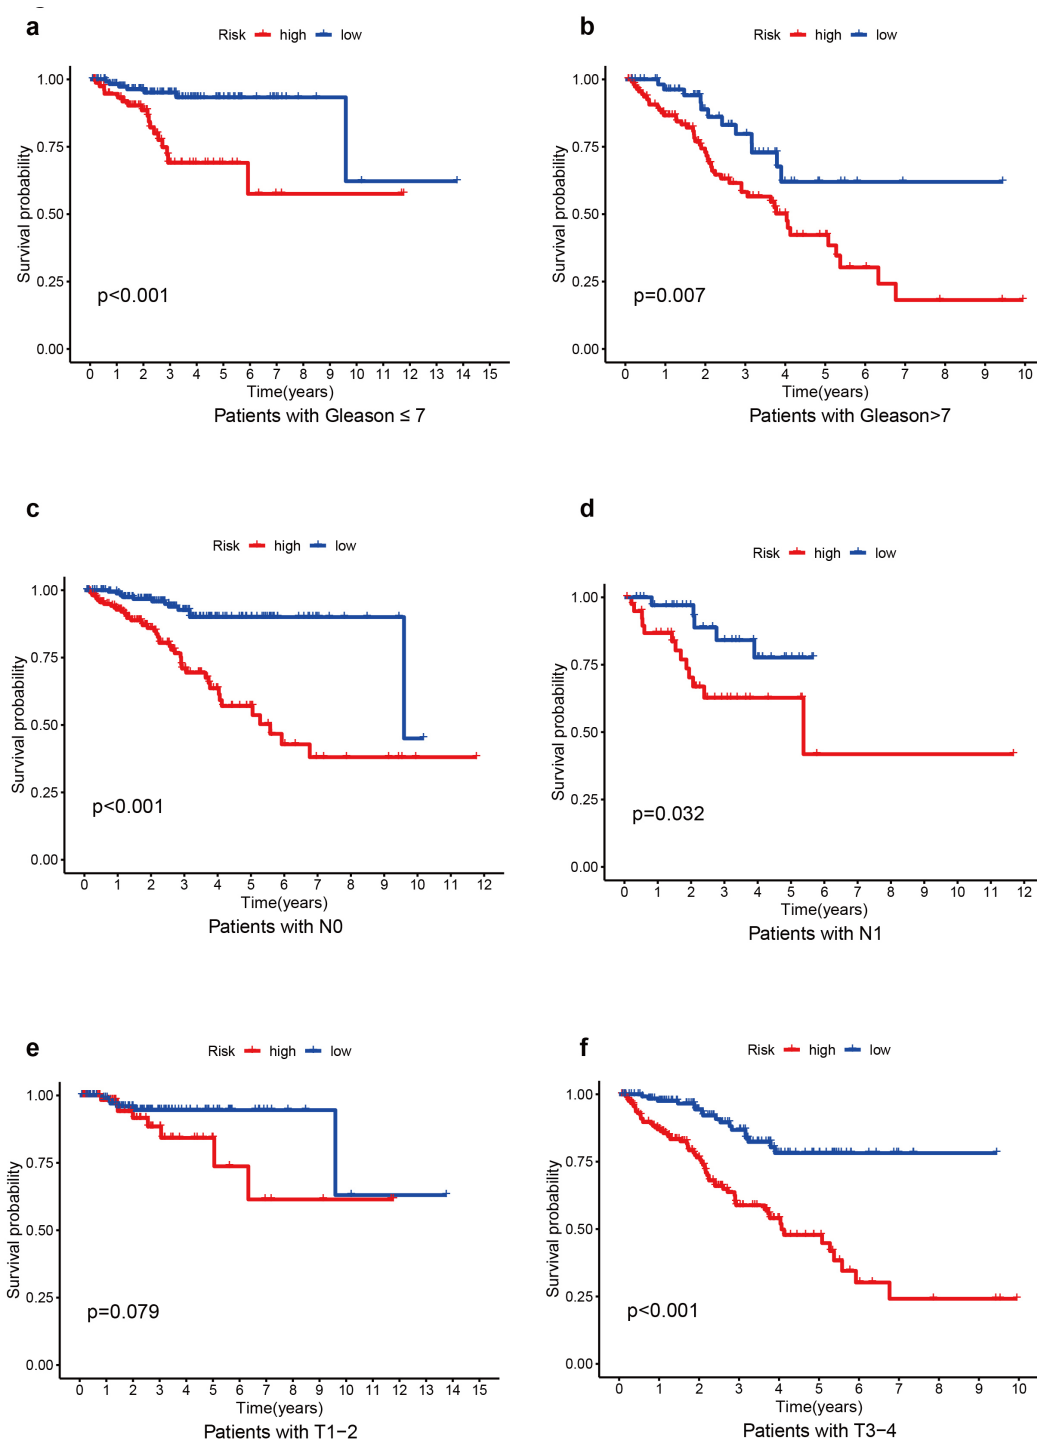 a
Risk high low
1.00
0.75
0.50
0.25
0.00
Survival probability
p<0.001
0 1 2 3 4 5 6 7 8 9 10 11 12 13 14 15
Time(years)
Patients with Gleason ≤ 7
b
Risk high low
1.00
0.75
0.50
0.25
0.00
Survival probability
p=0.007
0 1 2 3 4 5 6 7 8 9 10
Time(years)
Patients with Gleason>7
c
Risk high low
1.00
0.75
0.50
0.25
0.00
Survival probability
p<0.001
0 1 2 3 4 5 6 7 8 9 10 11 12
Time(years)
Patients with N0
d
Risk high low
1.00
0.75
0.50
0.25
0.00
Survival probability
p=0.032
0 1 2 3 4 5 6 7 8 9 10 11 12
Time(years)
Patients with N1
e
Risk high low
1.00
0.75
0.50
0.25
0.00
Survival probability
p=0.079
0 1 2 3 4 5 6 7 8 9 10 11 12 13 14 15
Time(years)
Patients with T1−2
f
Risk high low
1.00
0.75
0.50
0.25
0.00
Survival probability
p<0.001
0 1 2 3 4 5 6 7 8 9 10
Time(years)
Patients with T3−4